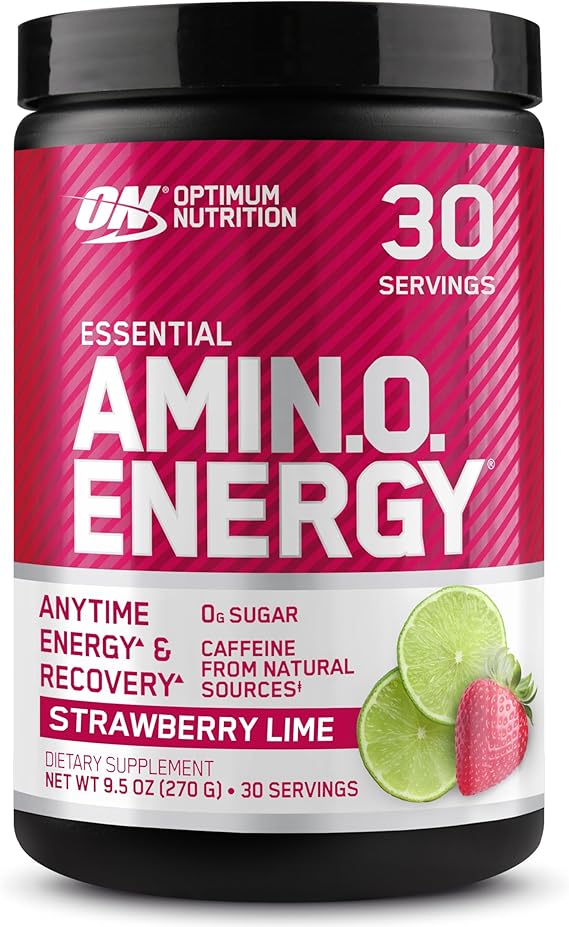 ON® OPTIMUM
NUTRITION
30
SERVINGS
ESSENTIAL
AMIN.O.
ENERGY®
ANYTIME
ENERGY▲ &
RECOVERY▲
0G SUGAR
CAFFEINE
FROM NATURAL
SOURCES‡
STRAWBERRY LIME
DIETARY SUPPLEMENT
NET WT 9.5 OZ (270 G) • 30 SERVINGS